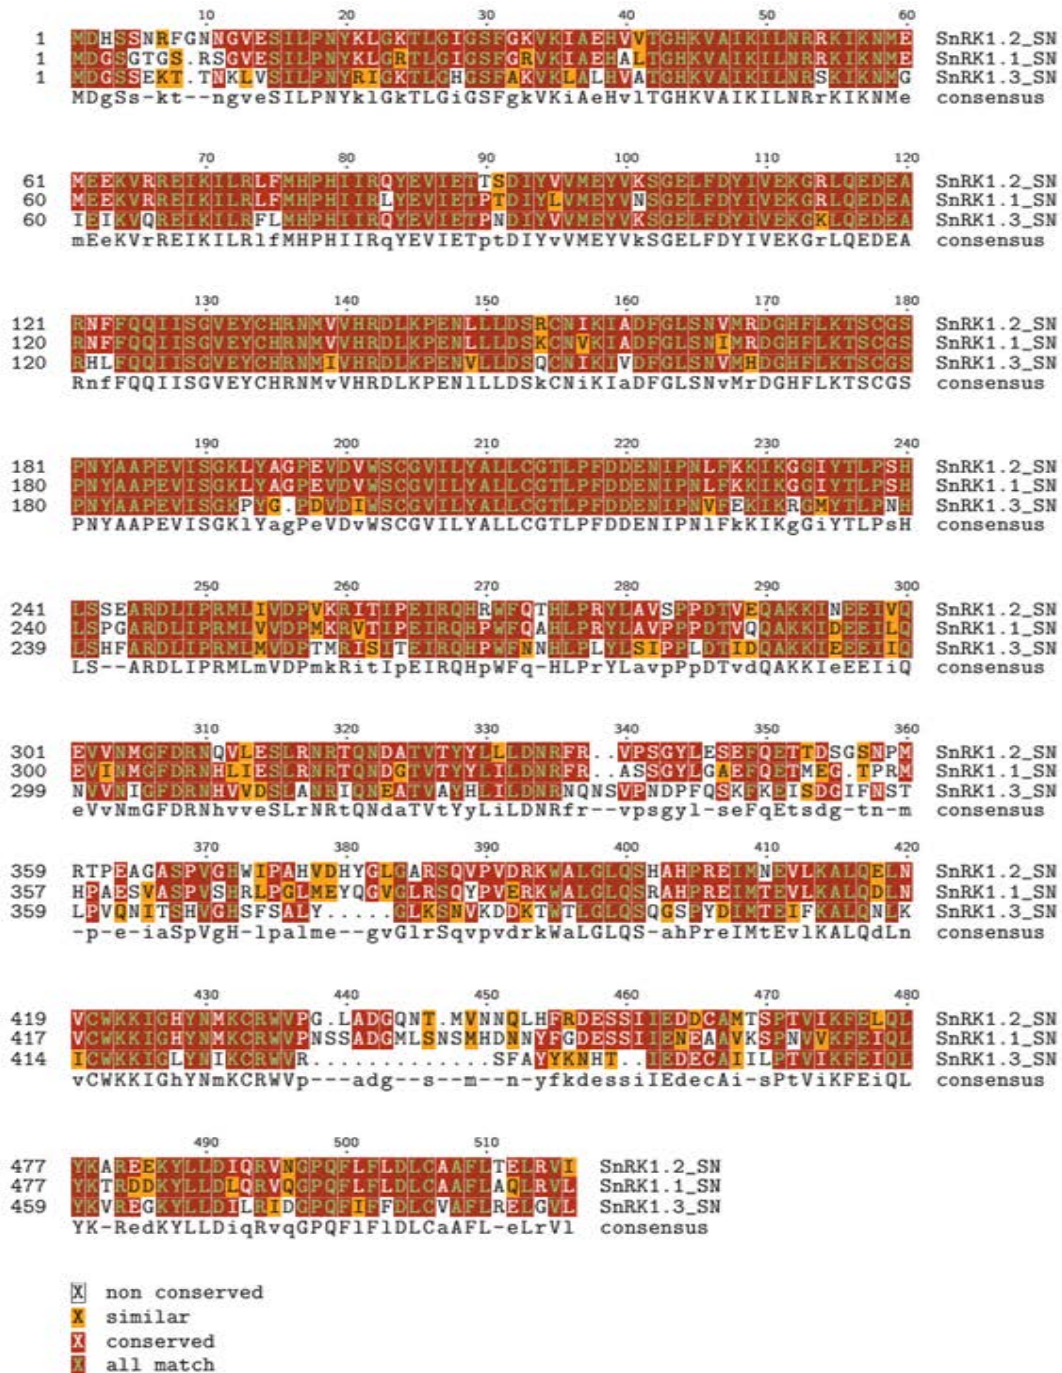 10 20 30 40 50 60
1 MDHSSNRFGNNGVESILPNYKLGKTLGIGSFGKVKIAEHVVTGHKVAIKILNRRKIKNME SnRK1.2_SN
1 MDGSGTGS.RSGVESILPNYKLGRTLGIGSFGRVKIAEHALTGHKVAIKILNRRKIKNME SnRK1.1_SN
1 MDGSSEKT.TNKLVSILPNYRIGKTLGHGSFAKVKLALHVATGHKVAIKILNRSKIKNMG SnRK1.3_SN
MDgSs-kt--ngveSILPNYklGkTLGiGSFgkVKiAeHvlTGHKVAIKILNRrKIKNMe consensus
70 80 90 100 110 120
61 MEEKVRREIKILRLFMHPHIIRQYEVIETTSDIYVVMEYVKSGELFDYIVEKGRLQEDEA SnRK1.2_SN
60 MEEKVRREIKILRLFMHPHIIRLYEVIETPTDIYLVMEYVNSGELFDYIVEKGRLQEDEA SnRK1.1_SN
60 IEIKVQREIKILRFLMHPHIIRQYEVIETPNDIYVVMEYVKSGELFDYIVEKGKLQEDEA SnRK1.3_SN
mEeKVrREIKILRlfMHPHIIRqYEVIETptDIYvVMEYVkSGELFDYIVEKGrLQEDEA consensus
130 140 150 160 170 180
121 RNFFQQIISGVEYCHRNMVVHRDLKPENLLLDSRCNIKIADFGLSNVMRDGHFLKTSCGS SnRK1.2_SN
120 RNFFQQIISGVEYCHRNMVVHRDLKPENLLLDSKCNVKIADFGLSNIMRDGHFLKTSCGS SnRK1.1_SN
120 RHLFQQIISGVEYCHRNMIVHRDLKPENVLLDSQCNIKIVDFGLSNVMHDGHFLKTSCGS SnRK1.3_SN
RnfFQQIISGVEYCHRNMvVHRDLKPENlLLDSkCNiKIaDFGLSNvMrDGHFLKTSCGS consensus
190 200 210 220 230 240
181 PNYAAPEVISGKLYAGPEVDVWSCGVILYALLCGTLPFDDENIPNLFKKIKGGIYTLPSH SnRK1.2_SN
180 PNYAAPEVISGKLYAGPEVDVWSCGVILYALLCGTLPFDDENIPNLFKKIKGGIYTLPSH SnRK1.1_SN
180 PNYAAPEVISGKPYG.PDVDIWSCGVILYALLCGTLPFDDENIPNVFEKIKRGMYTLPNH SnRK1.3_SN
PNYAAPEVISGKlYagPeVDvWSCGVILYALLCGTLPFDDENIPNlFkKIKgGiYTLPsH consensus
250 260 270 280 290 300
241 LSSEARDLIPRMLIVDPVKRITIPEIRQHRWFQTHLPRYLAVSPPDTVEQAKKINEEIVQ SnRK1.2_SN
240 LSPGARDLIPRMLVVDPMKRVTIPEIRQHPWFQAHLPRYLAVPPPDTVQQAKKIDEEILQ SnRK1.1_SN
239 LSHFARDLIPRMLMVDPTMRISITEIRQHPWFNNHLPLYLSIPPLDTIDQAKKIEEEIIQ SnRK1.3_SN
LS--ARDLIPRMLmVDPmkRitIpEIRQHpWFq-HLPrYLavpPpDTvdQAKKIeEEIiQ consensus
310 320 330 340 350 360
301 EVVNMGFDRNQVLESLRNRTQNDATVTYYLLLDNRFR..VPSGYLESEFQETTDSGSNPM SnRK1.2_SN
300 EVINMGFDRNHLIESLRNRTQNDGTVTYYLILDNRFR..ASSGYLGAEFQETMEG.TPRM SnRK1.1_SN
299 NVVNIGFDRNHVVDSLANRIQNEATVAYHLILDNRNQNSVPNDPFQSKFKEISDGIFNST SnRK1.3_SN
eVvNmGFDRNhvveSLrNRtQNdaTVtYyLiLDNRfr--vpsgyl-seFqEtsdg-tn-m consensus
370 380 390 400 410 420
359 RTPEAGASPVGHWIPAHVDHYGLGARSQVPVDRKWALGLQSHAHPREIMNEVLKALQELN SnRK1.2_SN
357 HPAESVASPVSHRLPGLMEYQGVGLRSQYPVERKWALGLQSRAHPREIMTEVLKALQDLN SnRK1.1_SN
359 LPVQNITSHVGHSFSALY.....GLKSNVKDDKTWTLGLQSQGSPYDIMTEIFKALQNLK SnRK1.3_SN
-p-e-iaSpVgH-lpalme--gvGlrSqvpvdrkWaLGLQS-ahPreIMtEvlKALQdLn consensus
430 440 450 460 470 480
419 VCWKKIGHYNMKCRWVPG.LADGQNT.MVNNQLHFRDESSIIEDDCAMTSPTVIKFELQL SnRK1.2_SN
417 VCWKKIGHYNMKCRWVPNSSADGMLSNSMHDNNYFGDESSIIENEAAVKSPNVVKFEIQL SnRK1.1_SN
414 ICWKKIGLYNIKCRWVR..............SFAYYKNHT..IEDECAIILPTVIKFEIQL SnRK1.3_SN
vCWKKIGhYNmKCRWVp---adg--s--m--n-yfkdessiIEdecAi-sPtViKFEiQL consensus
490 500 510
477 YKAREEKYLLDIQRVNGPQFLFLDLCAAFLTELRVI SnRK1.2_SN
477 YKTRDDKYLLDLQRVQGPQFLFLDLCAAFLAQLRVL SnRK1.1_SN
459 YKVREGKYLLDILRIDGPQFIFFDLCVAFLRELGVL SnRK1.3_SN
YK-RedKYLLDiqRvqGPQFlFlDLCaAFL-eLrVl consensus
X non conserved
X similar
X conserved
X all match